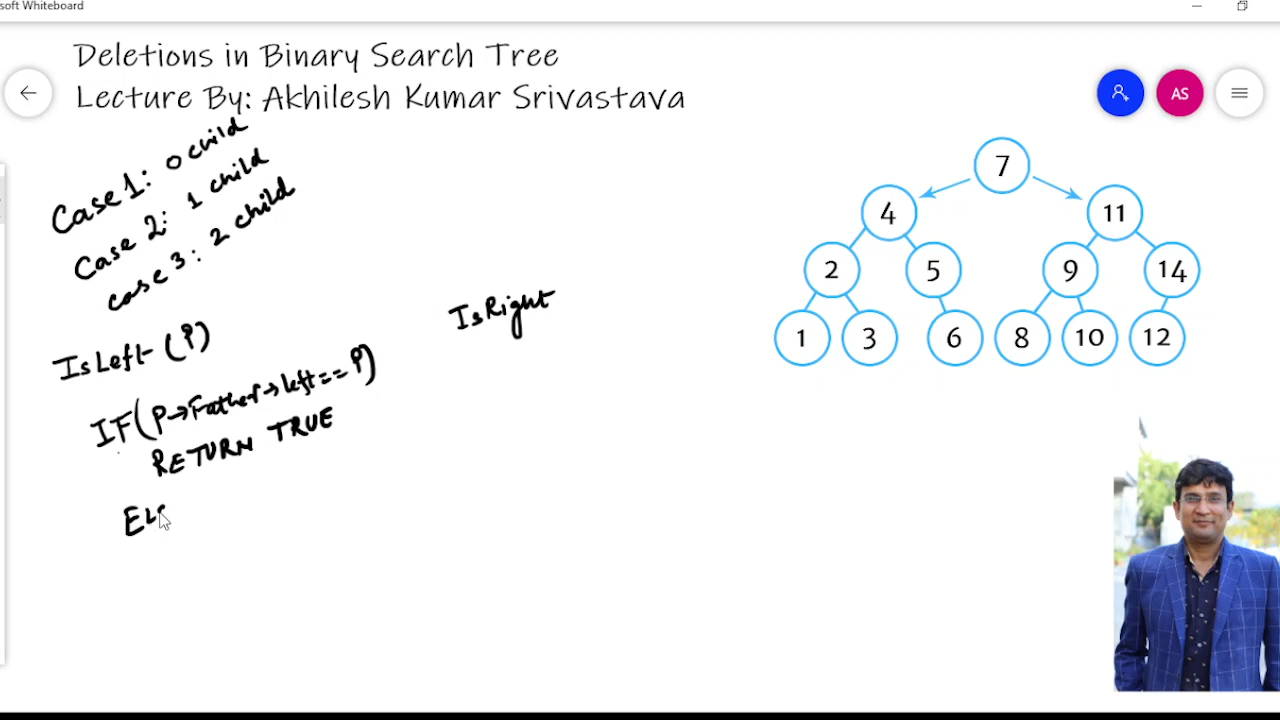 soft Whiteboard
Deletions in Binary Search Tree
Lecture By: Akhilesh Kumar Srivastava
AS
Case 1: 0 child
Case 2: 1 child
case 3: 2 child
IsLeft (P)
IsRight
IF(P→Father→left==P)
RETURN TRUE
ELS
7
4
11
2
5
9
14
1
3
6
8
10
12